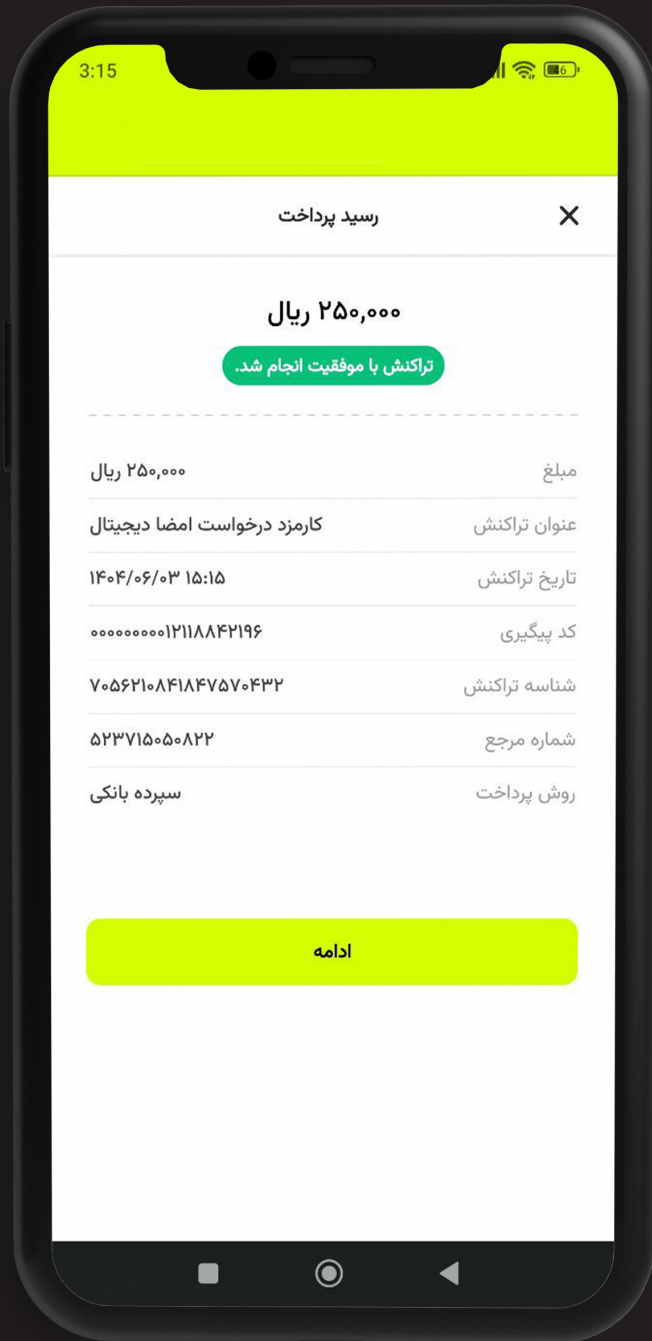 3:15
6
رسید پرداخت
۲۵۰,۰۰۰ ریال
تراکنش با موفقیت انجام شد.
مبلغ ۲۵۰,۰۰۰ ریال
عنوان تراکنش کارمزد درخواست امضا دیجیتال
تاریخ تراکنش ۱۴۰۴/۰۶/۰۳ ۱۵:۱۵
کد پیگیری ۰۰۰۰۰۰۰۰۰۱۲۱۱۸۸۴۲۱۹۶
شناسه تراکنش ۷۰۵۶۲۱۰۸۴۱۸۴۷۵۷۰۴۳۲
شماره مرجع ۵۲۳۷۱۵۰۵۰۸۲۲
روش پرداخت سپرده بانکی
ادامه